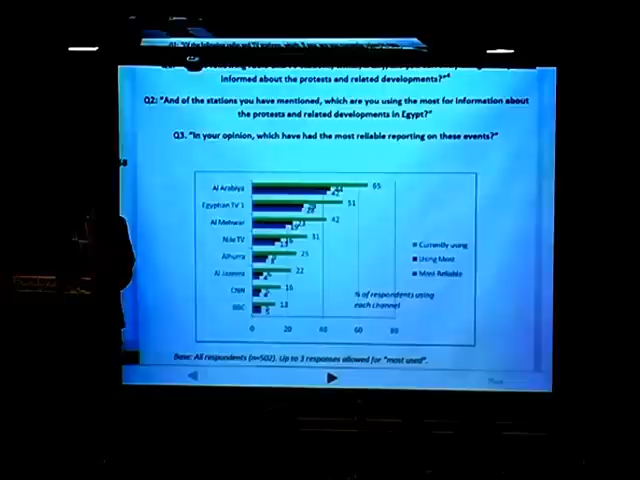 informed about the protests and related developments?"⁴
Q2: "And of the stations you have mentioned, which are you using the most for information about
the protests and related developments in Egypt?"
Q3. "In your opinion, which have had the most reliable reporting on these events?"
Al Arabiya 65 44 42
Egyptian TV 1 51
Al Mehwar 42
Nile TV 31
Alhurra 25
Al Jazeera 22
CNN 16
BBC 13
Currently using
Using Most
Most Reliable
% of respondents using
each channel
0 20 40 60 80
Base: All respondents (n=502). Up to 3 responses allowed for "most used".